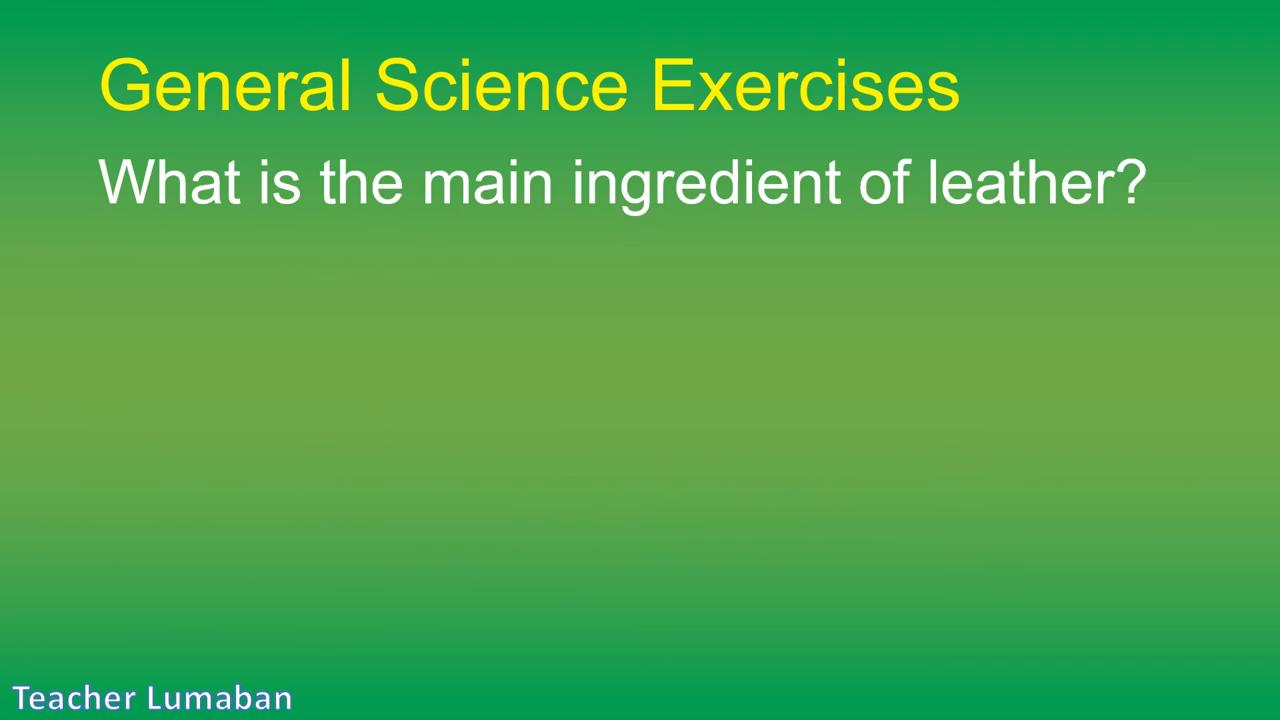 General Science Exercises
What is the main ingredient of leather?
Teacher Lumaban